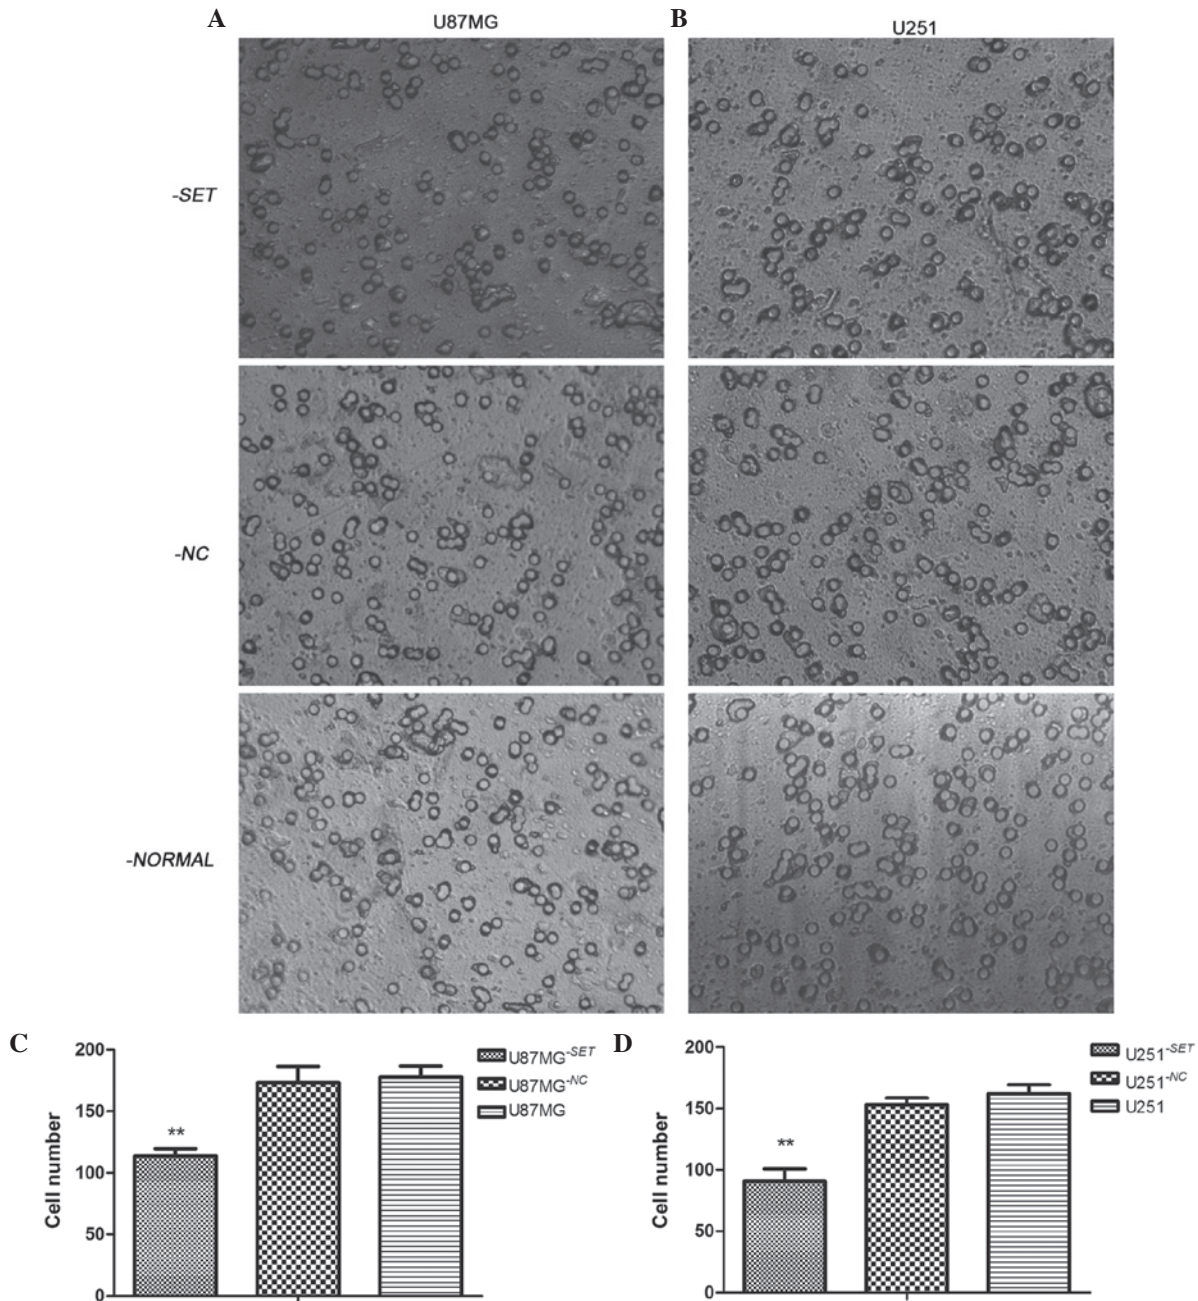 A
U87MG
B
U251
-SET
-NC
-NORMAL
C
200
150
100
50
0
Cell number
**
U87MG-SET
U87MG-NC
U87MG
D
200
150
100
50
0
Cell number
**
U251-SET
U251-NC
U251